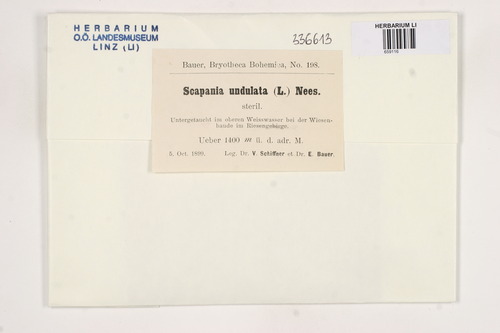 HERBARIUM
O.Ö. LANDESMUSEUM
LINZ (LI)
336613
HERBARIUM LI
Bauer, Bryotheca Bohemica, No. 198.
Scapania undulata (L.) Nees.
steril.
Untergetaucht im oberen Weisswasser bei der Wiesen-
baude im Riesengebirge.
Ueber 1400 m ü. d. adr. M.
5. Oct. 1899. Leg. Dr. V. Schiffner et Dr. E. Bauer.